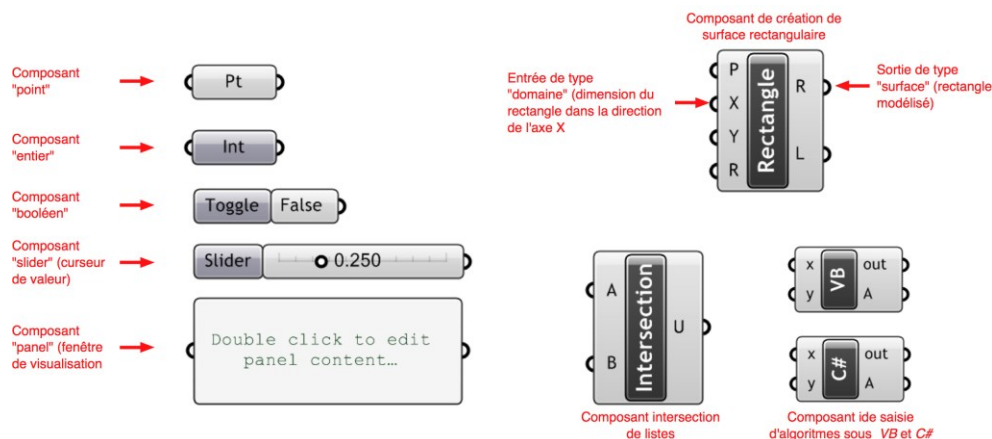 Composant
"point"
Pt
Composant
"entier"
Int
Composant
"booléen"
Toggle False
Composant
"slider" (curseur
de valeur)
Slider 0.250
Composant
"panel" (fenêtre
de visualisation
Double click to edit
panel content…
Composant de création de
surface rectangulaire
Entrée de type
"domaine" (dimension du
rectangle dans la direction
de l'axe X
P
X
Y
R
Rectangle
R
L
Sortie de type
"surface" (rectangle
modélisé)
A
B
Intersection
U
Composant intersection
de listes
x
y
VB
out
A
x
y
C#
out
A
Composant ide saisie
d'algoritmes sous VB et C#